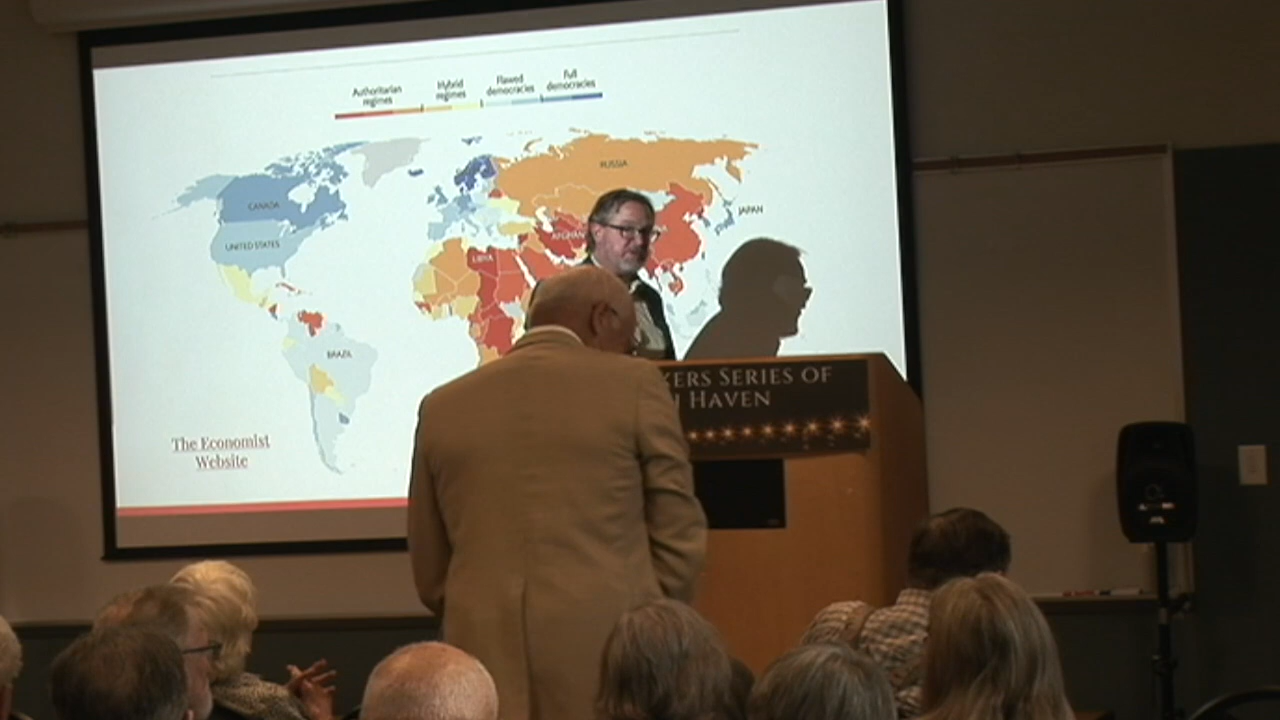 Authoritarian
regimes
Hybrid
regimes
Flawed
democracies
Full
democracies
RUSSIA
CANADA
JAPAN
UNITED STATES
AFGHAN
LIBYA
BRAZIL
KERS SERIES OF
HAVEN
The Economist
Website